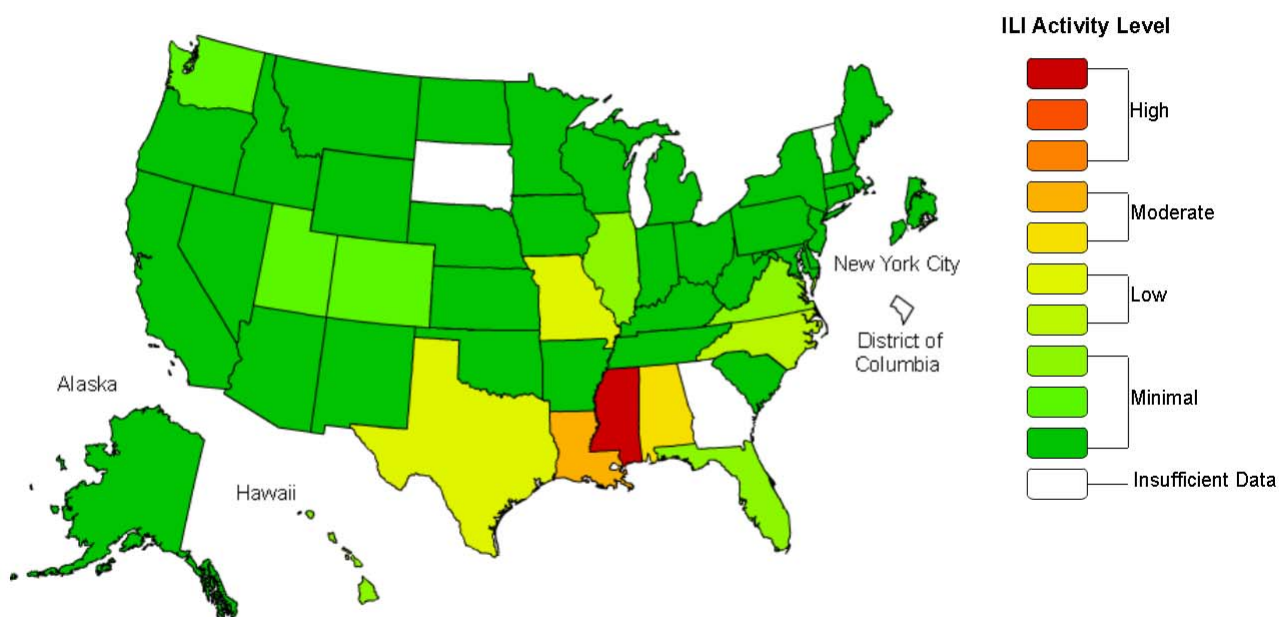 ILI Activity Level
High
Moderate
Low
Minimal
Insufficient Data
New York City
District of
Columbia
Alaska
Hawaii